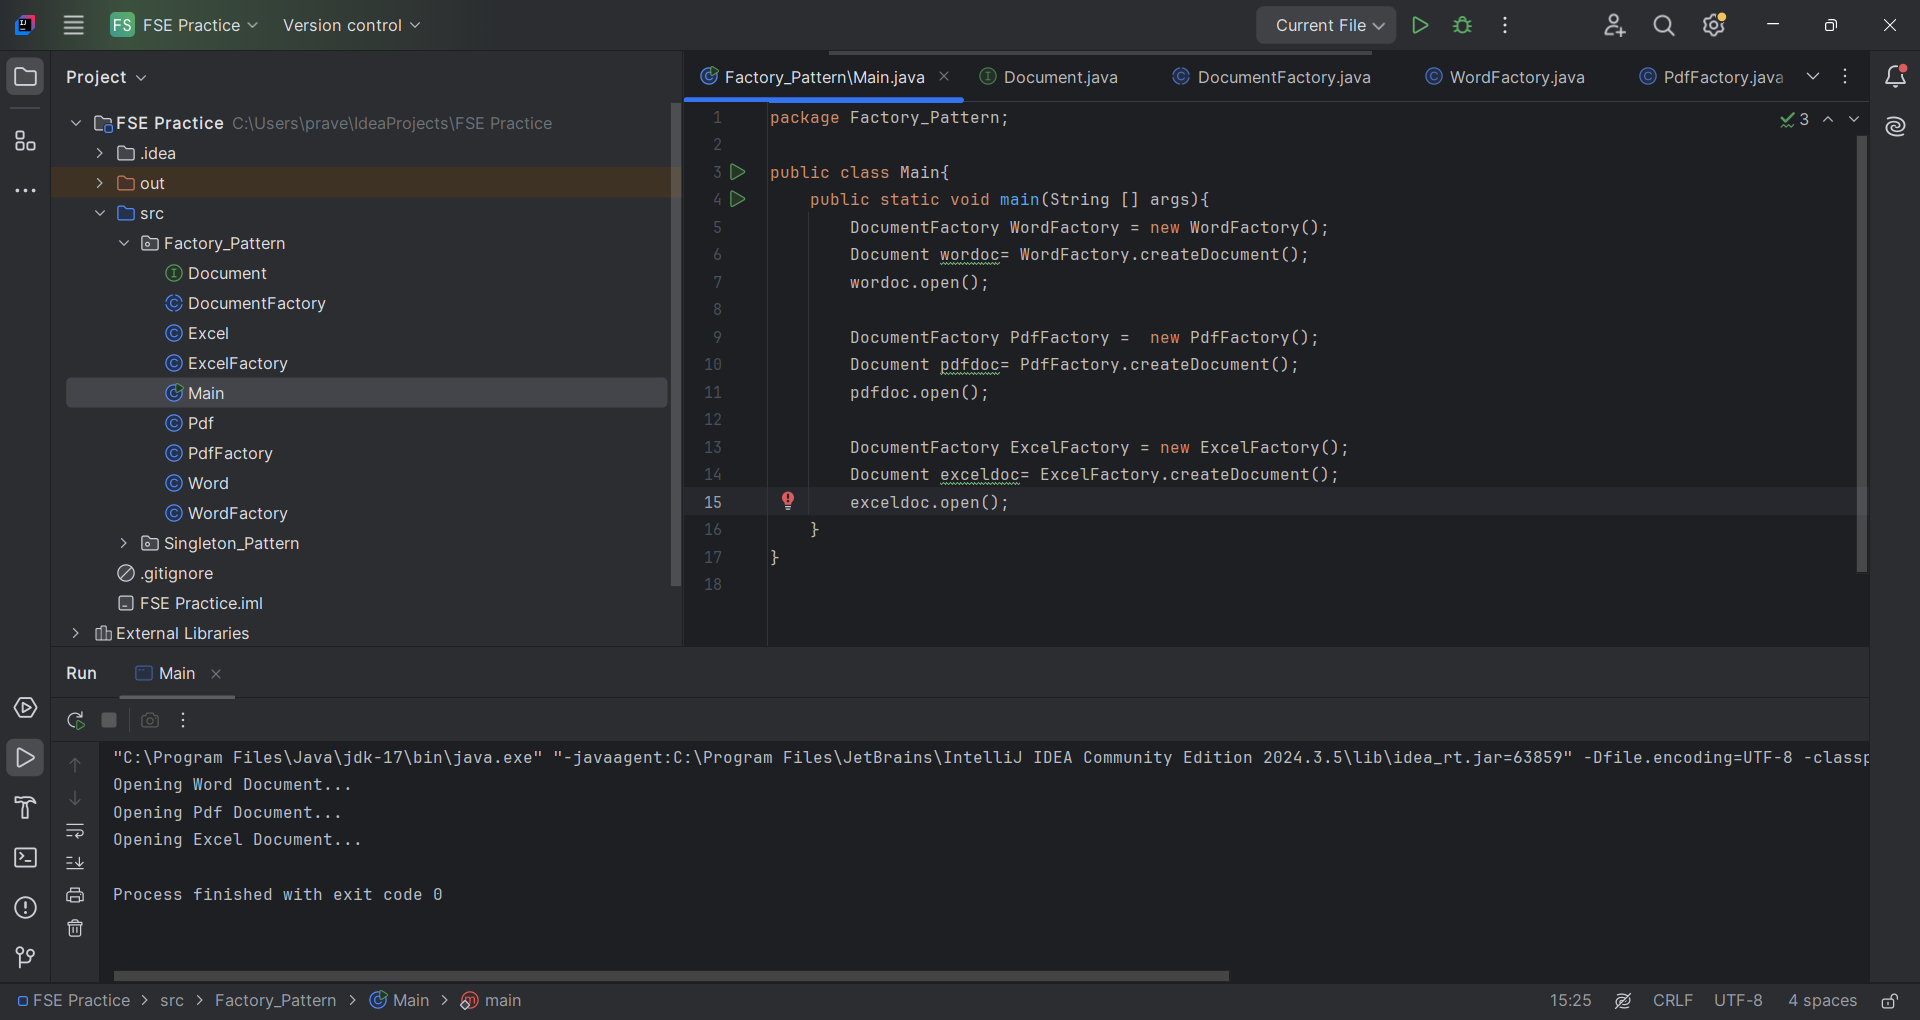 FS FSE Practice Version control Current File
Project
FSE Practice C:\Users\prave\IdeaProjects\FSE Practice
.idea
out
src
Factory_Pattern
Document
DocumentFactory
Excel
ExcelFactory
Main
Pdf
PdfFactory
Word
WordFactory
Singleton_Pattern
.gitignore
FSE Practice.iml
External Libraries
Factory_Pattern\Main.java Document.java DocumentFactory.java WordFactory.java PdfFactory.java
3
1 package Factory_Pattern;
2
3 public class Main{
4     public static void main(String [] args){
5         DocumentFactory WordFactory = new WordFactory();
6         Document wordoc= WordFactory.createDocument();
7         wordoc.open();
8
9         DocumentFactory PdfFactory =  new PdfFactory();
10         Document pdfdoc= PdfFactory.createDocument();
11         pdfdoc.open();
12
13         DocumentFactory ExcelFactory = new ExcelFactory();
14         Document exceldoc= ExcelFactory.createDocument();
15         exceldoc.open();
16     }
17 }
18
Run Main
"C:\Program Files\Java\jdk-17\bin\java.exe" "-javaagent:C:\Program Files\JetBrains\IntelliJ IDEA Community Edition 2024.3.5\lib\idea_rt.jar=63859" -Dfile.encoding=UTF-8 -classp
Opening Word Document...
Opening Pdf Document...
Opening Excel Document...
Process finished with exit code 0
FSE Practice > src > Factory_Pattern > Main > main 15:25 CRLF UTF-8 4 spaces